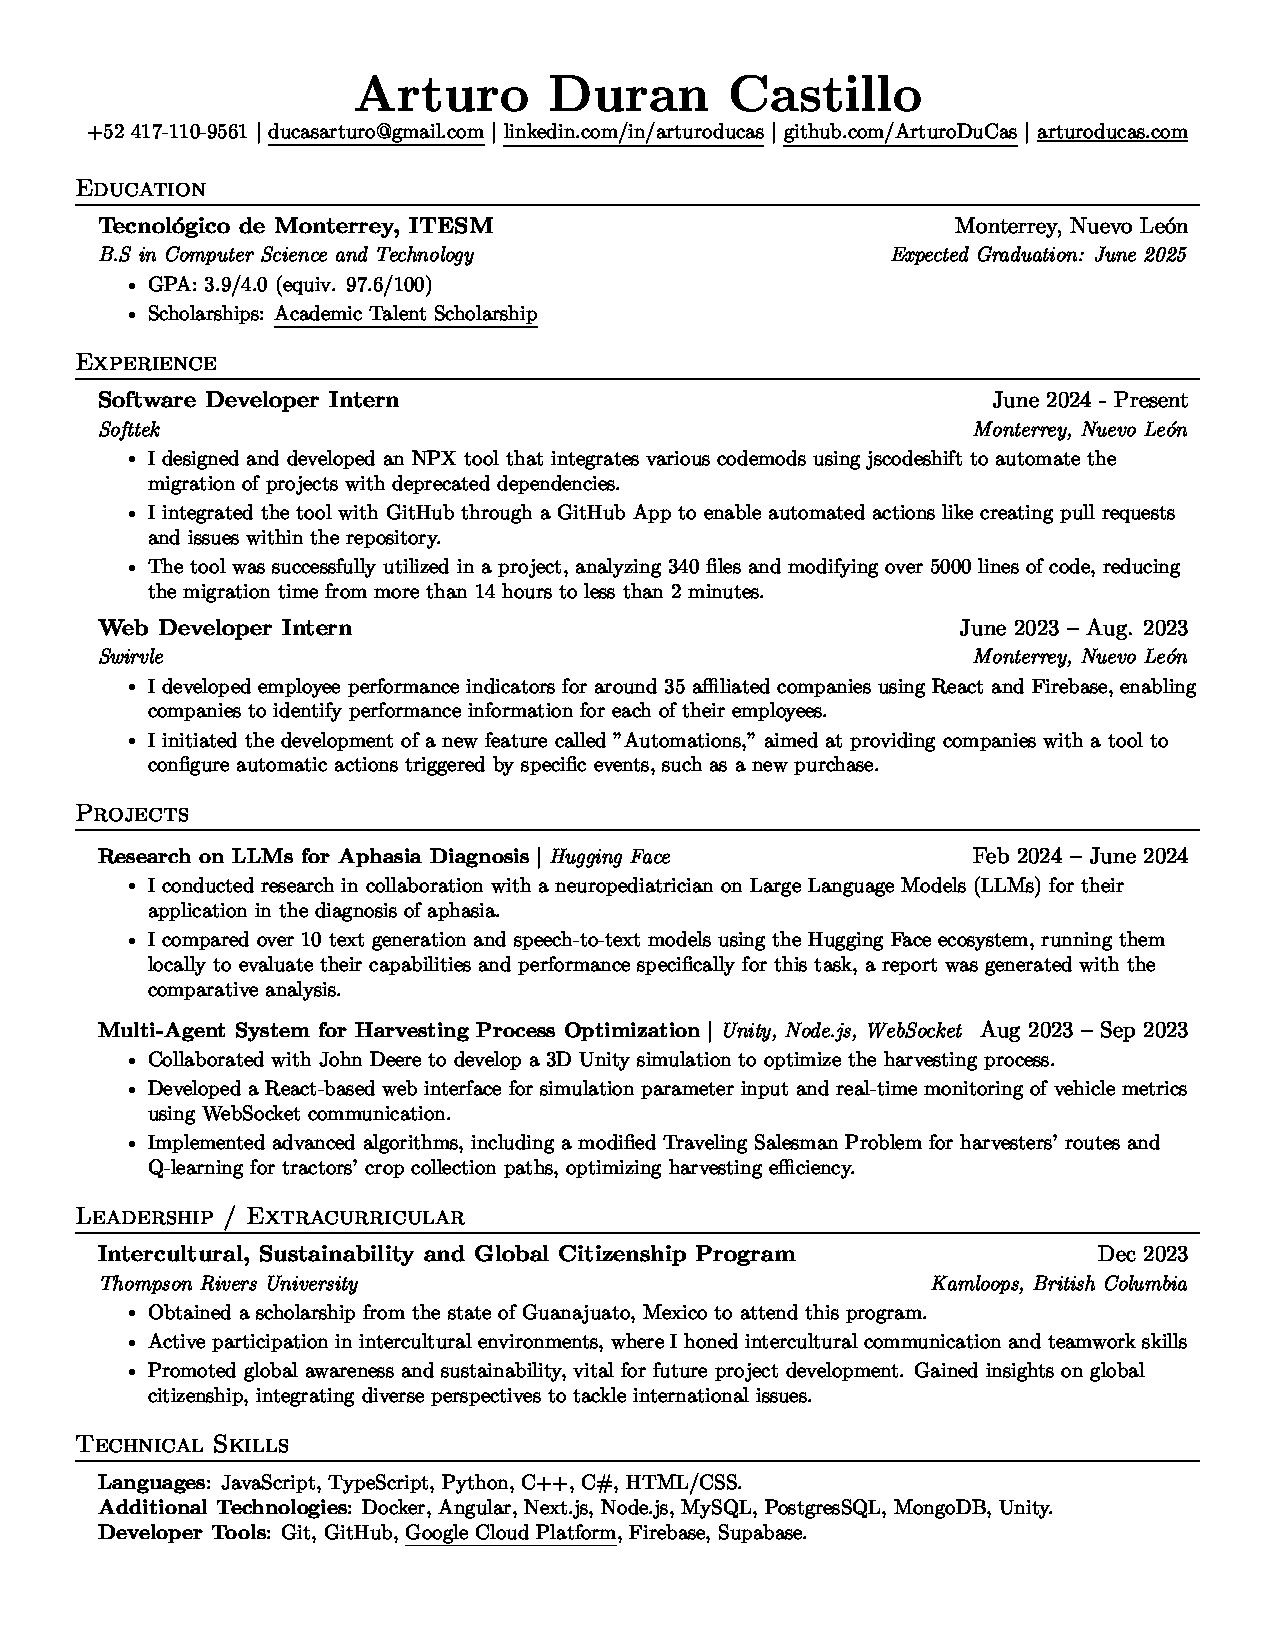 Arturo Duran Castillo
+52 417-110-9561 | ducasarturo@gmail.com | linkedin.com/in/arturoducas | github.com/ArturoDuCas | arturoducas.com
Education
Tecnológico de Monterrey, ITESM Monterrey, Nuevo León
B.S in Computer Science and Technology Expected Graduation: June 2025
• GPA: 3.9/4.0 (equiv. 97.6/100)
• Scholarships: Academic Talent Scholarship
Experience
Software Developer Intern June 2024 - Present
Softtek Monterrey, Nuevo León
• I designed and developed an NPX tool that integrates various codemods using jscodeshift to automate the
migration of projects with deprecated dependencies.
• I integrated the tool with GitHub through a GitHub App to enable automated actions like creating pull requests
and issues within the repository.
• The tool was successfully utilized in a project, analyzing 340 files and modifying over 5000 lines of code, reducing
the migration time from more than 14 hours to less than 2 minutes.
Web Developer Intern June 2023 – Aug. 2023
Swirvle Monterrey, Nuevo León
• I developed employee performance indicators for around 35 affiliated companies using React and Firebase, enabling
companies to identify performance information for each of their employees.
• I initiated the development of a new feature called ”Automations,” aimed at providing companies with a tool to
configure automatic actions triggered by specific events, such as a new purchase.
Projects
Research on LLMs for Aphasia Diagnosis | Hugging Face Feb 2024 – June 2024
• I conducted research in collaboration with a neuropediatrician on Large Language Models (LLMs) for their
application in the diagnosis of aphasia.
• I compared over 10 text generation and speech-to-text models using the Hugging Face ecosystem, running them
locally to evaluate their capabilities and performance specifically for this task, a report was generated with the
comparative analysis.
Multi-Agent System for Harvesting Process Optimization | Unity, Node.js, WebSocket Aug 2023 – Sep 2023
• Collaborated with John Deere to develop a 3D Unity simulation to optimize the harvesting process.
• Developed a React-based web interface for simulation parameter input and real-time monitoring of vehicle metrics
using WebSocket communication.
• Implemented advanced algorithms, including a modified Traveling Salesman Problem for harvesters’ routes and
Q-learning for tractors’ crop collection paths, optimizing harvesting efficiency.
Leadership / Extracurricular
Intercultural, Sustainability and Global Citizenship Program Dec 2023
Thompson Rivers University Kamloops, British Columbia
• Obtained a scholarship from the state of Guanajuato, Mexico to attend this program.
• Active participation in intercultural environments, where I honed intercultural communication and teamwork skills
• Promoted global awareness and sustainability, vital for future project development. Gained insights on global
citizenship, integrating diverse perspectives to tackle international issues.
Technical Skills
Languages: JavaScript, TypeScript, Python, C++, C#, HTML/CSS.
Additional Technologies: Docker, Angular, Next.js, Node.js, MySQL, PostgresSQL, MongoDB, Unity.
Developer Tools: Git, GitHub, Google Cloud Platform, Firebase, Supabase.